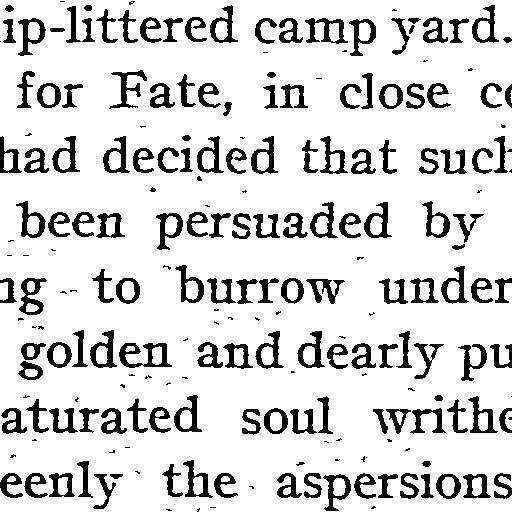 ip-littered camp yard.
for Fate, in close c
had decided that such
been persuaded by
ng to burrow under
golden and dearly pu
aturated soul writhe
eenly the aspersions